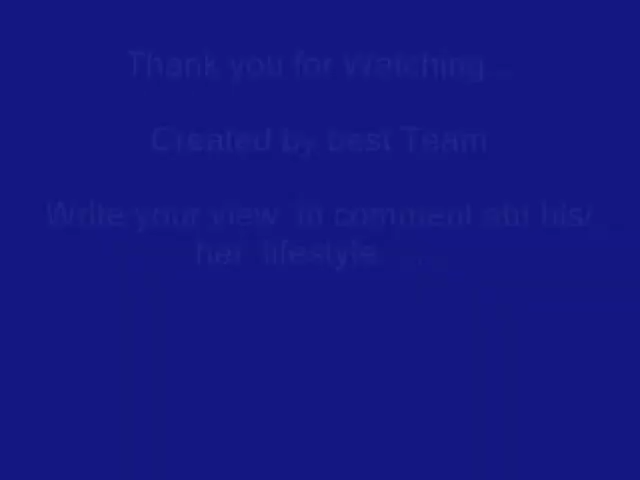 Thank you for Watching...
Created by best Team
Write your view in comment abt his/
her lifestyle.......